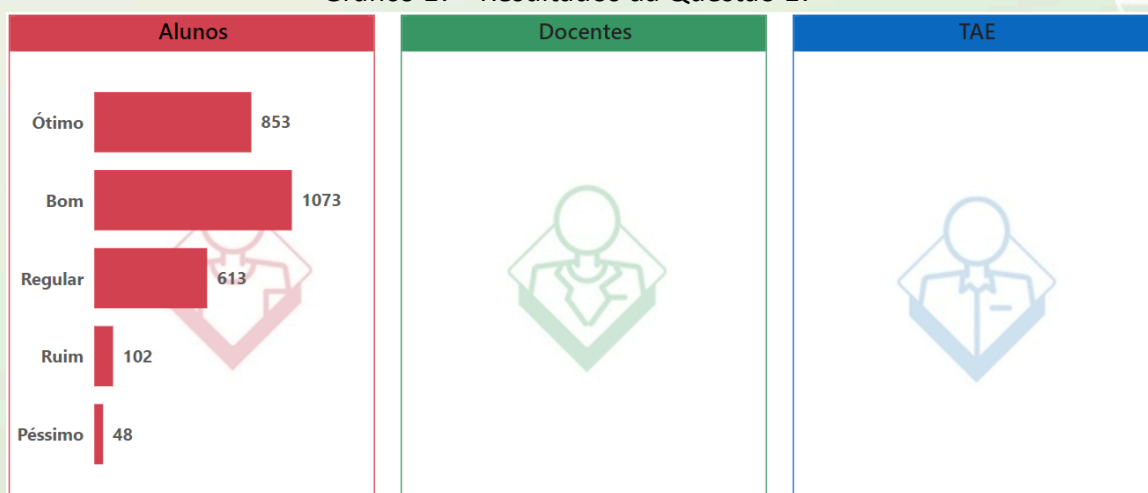 Alunos
Docentes
TAE
Ótimo
853
Bom
1073
Regular
613
Ruim
102
Péssimo
48